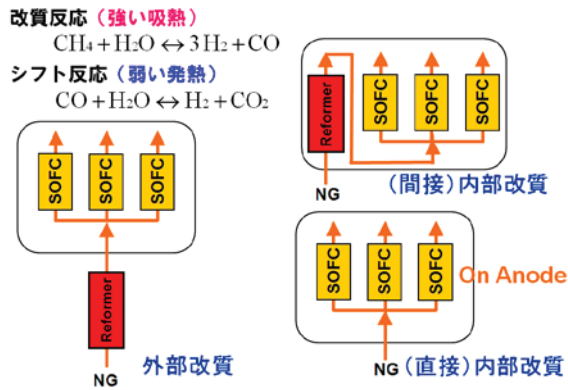 改質反応（強い吸熱）
CH₄+H₂O↔3H₂+CO
シフト反応（弱い発熱）
CO+H₂O↔H₂+CO₂
SOFC SOFC SOFC
Reformer
NG
外部改質
Reformer SOFC SOFC SOFC
NG
（間接）内部改質
SOFC SOFC SOFC On Anode
NG（直接）内部改質